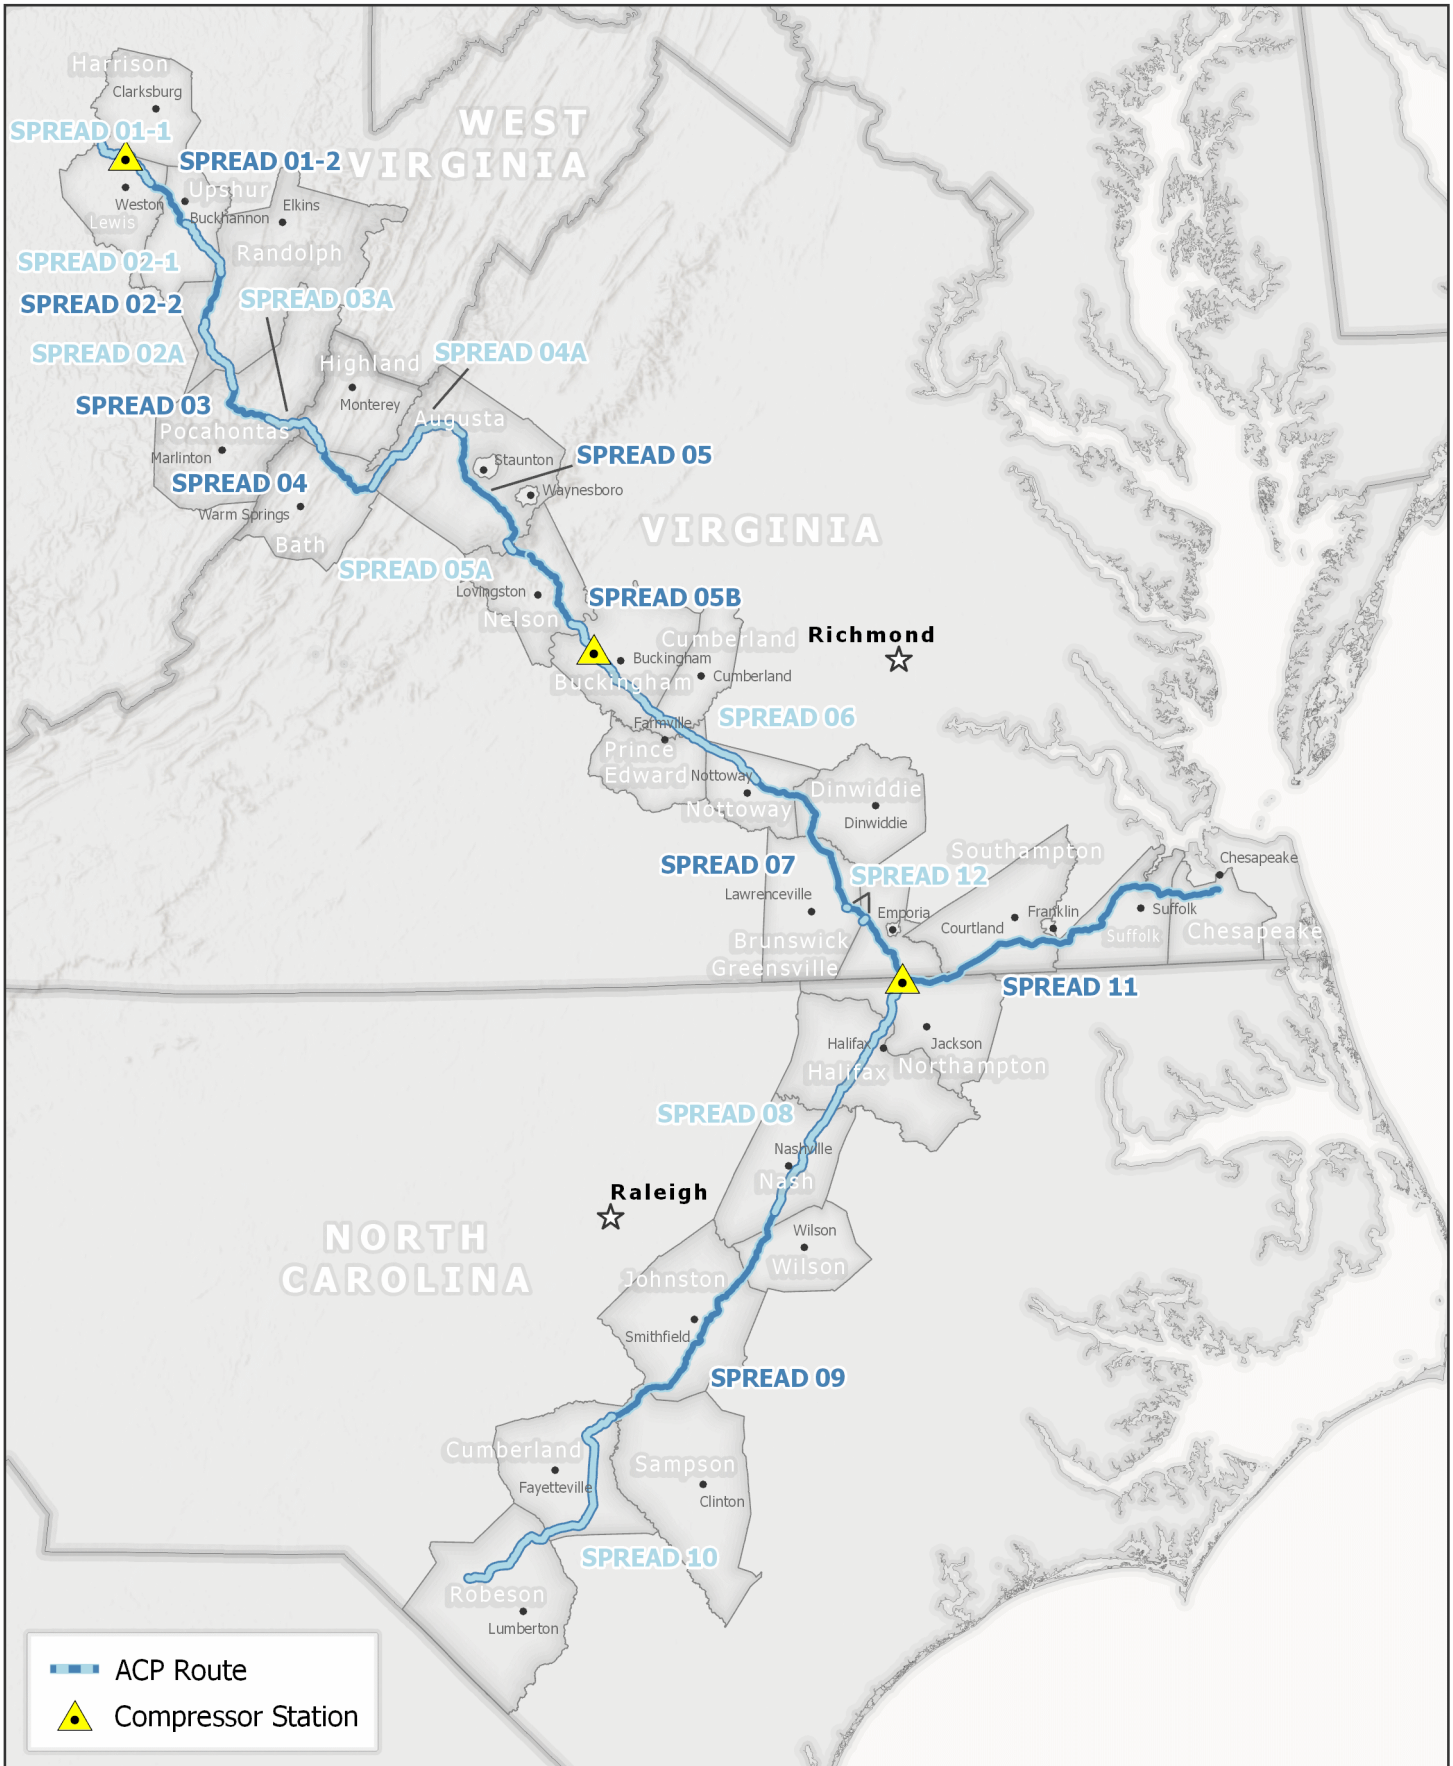 Harrison
Clarksburg
WEST
VIRGINIA
SPREAD 01-1
SPREAD 01-2
Upshur
Weston
Buckhannon
Elkins
Lewis
Randolph
SPREAD 02-1
SPREAD 02-2
SPREAD 03A
SPREAD 02A
Highland
SPREAD 04A
Monterey
SPREAD 03
Augusta
Pocahontas
Marlinton
Staunton
SPREAD 05
SPREAD 04
Waynesboro
Warm Springs
VIRGINIA
Bath
SPREAD 05A
Lovingston
SPREAD 05B
Nelson
Cumberland
Richmond
Buckingham
Cumberland
Buckingham
SPREAD 06
Farmville
Prince
Edward
Nottoway
Nottoway
Dinwiddie
Dinwiddie
SPREAD 07
Southampton
Chesapeake
SPREAD 12
Lawrenceville
Emporia
Franklin
Suffolk
Courtland
Brunswick
Suffolk
Chesapeake
Greensville
SPREAD 11
Halifax
Jackson
Halifax
Northampton
SPREAD 08
Nashville
Nash
Raleigh
NORTH
CAROLINA
Wilson
Wilson
Johnston
Smithfield
SPREAD 09
Cumberland
Fayetteville
Sampson
Clinton
SPREAD 10
Robeson
Lumberton
ACP Route
Compressor Station